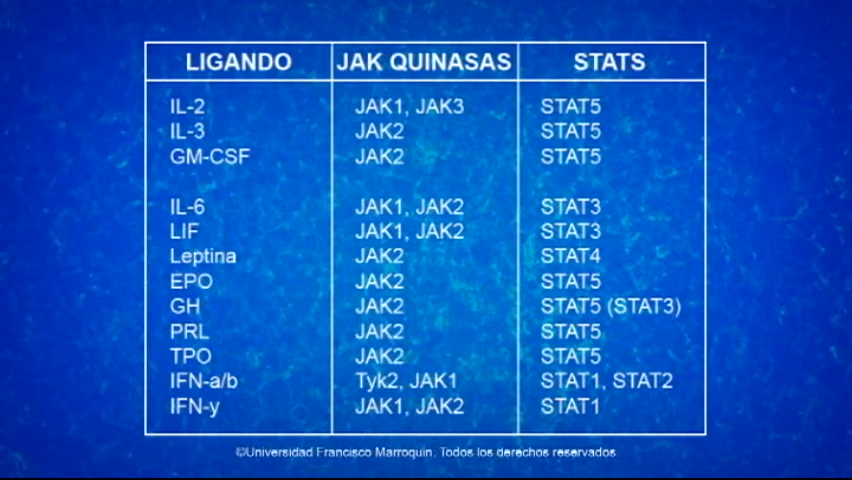 LIGANDO JAK QUINASAS STATS
IL-2 JAK1, JAK3 STAT5
IL-3 JAK2 STAT5
GM-CSF JAK2 STAT5
IL-6 JAK1, JAK2 STAT3
LIF JAK1, JAK2 STAT3
Leptina JAK2 STAT4
EPO JAK2 STAT5
GH JAK2 STAT5 (STAT3)
PRL JAK2 STAT5
TPO JAK2 STAT5
IFN-a/b Tyk2, JAK1 STAT1, STAT2
IFN-y JAK1, JAK2 STAT1
©Universidad Francisco Marroquin. Todos los derechos reservados